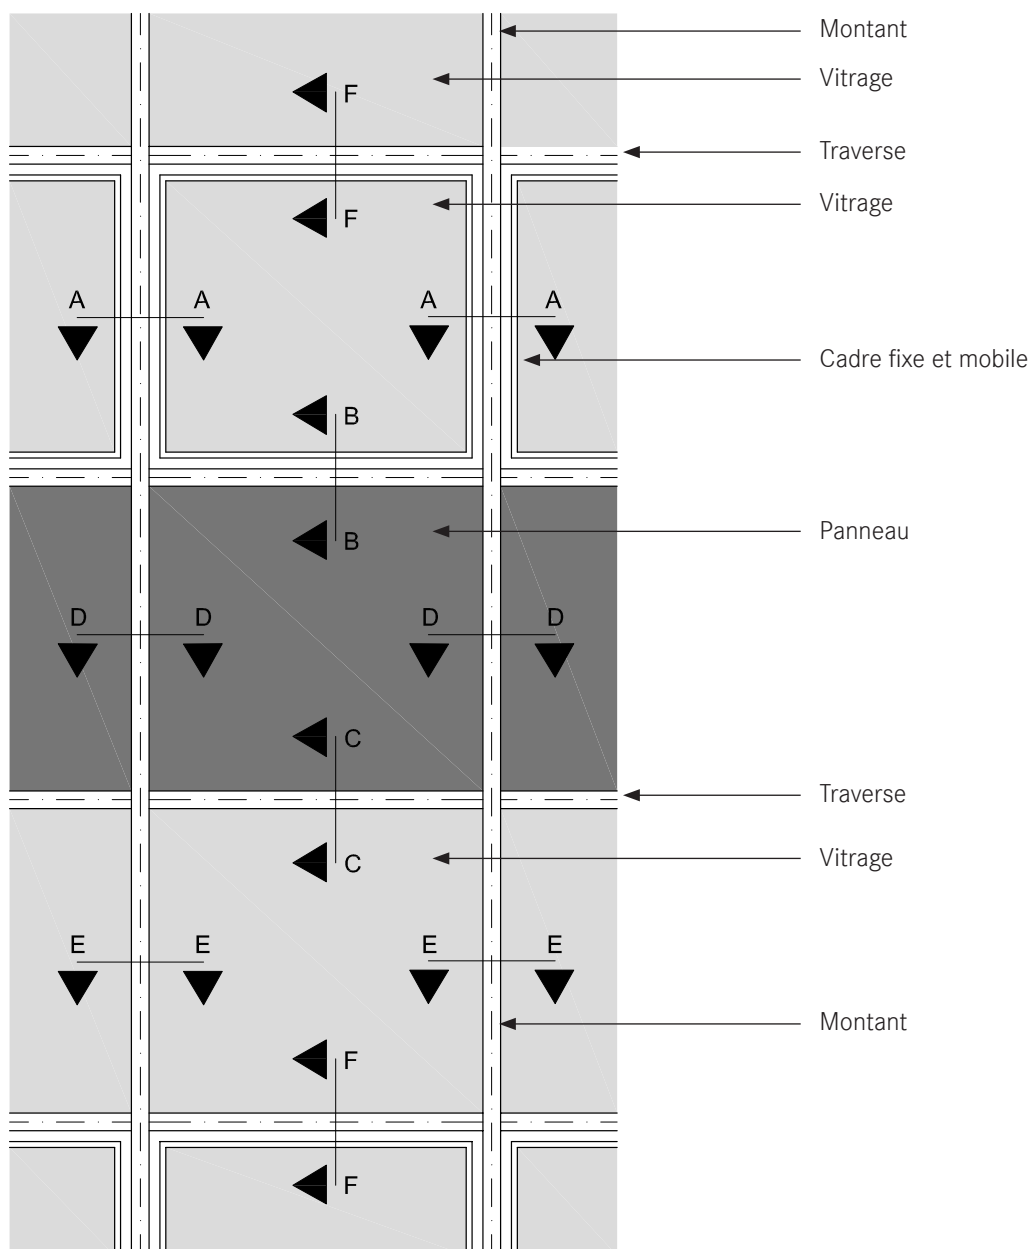 Montant
Vitrage
F
Traverse
Vitrage
F
A A A A
Cadre fixe et mobile
B
Panneau
B
D D D D
C
Traverse
Vitrage
C
E E E E
Montant
F
F